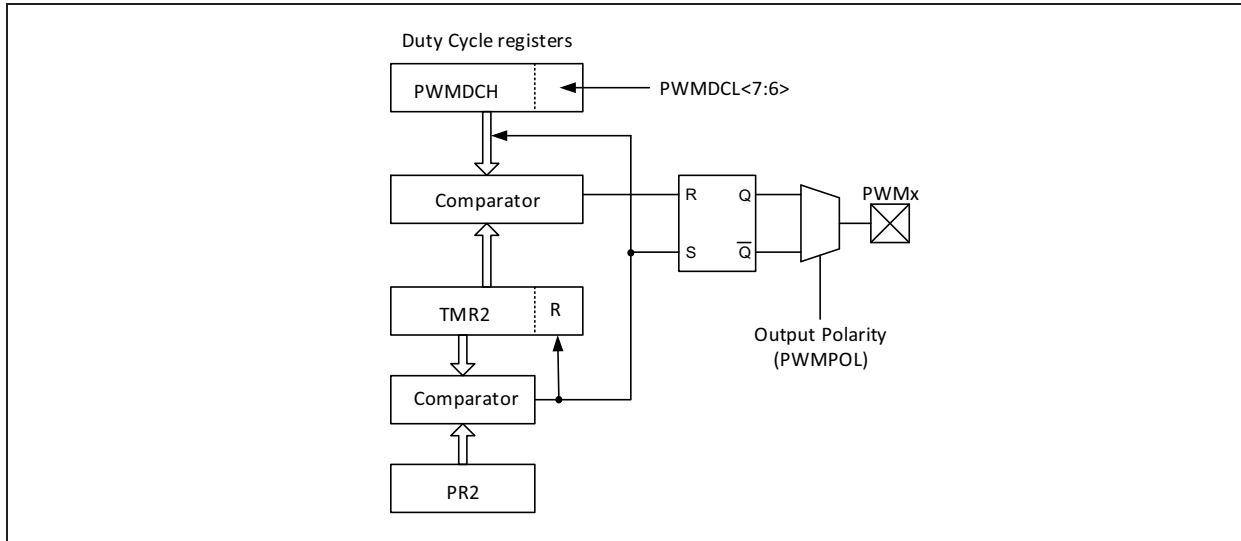 Duty Cycle registers
PWMDCH
PWMDCL<7:6>
Comparator
R Q
PWMx
S Q
TMR2 R
Output Polarity
(PWMPOL)
Comparator
PR2